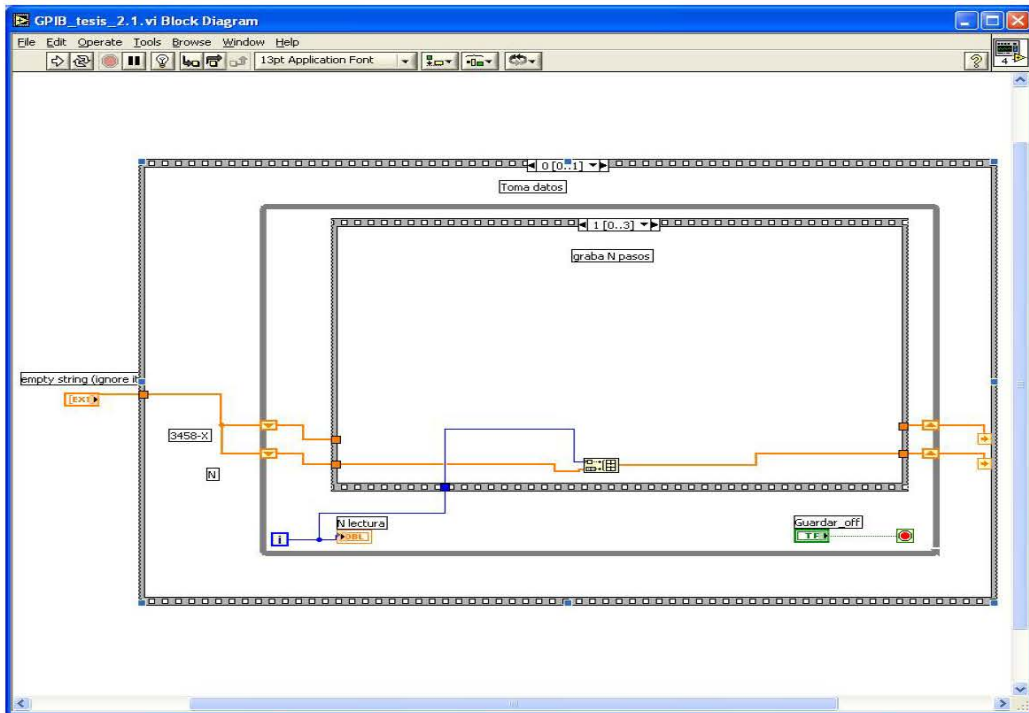 GPIB_tesis_2.1.vi Block Diagram
File Edit Operate Tools Browse Window Help
13pt Application Font
?
4
0 [0..1]
Toma datos
1 [0..3]
graba N pasos
empty string (ignore it
[EXT
3458-X
N
N lectura
DBL
i
Guardar_off
TF